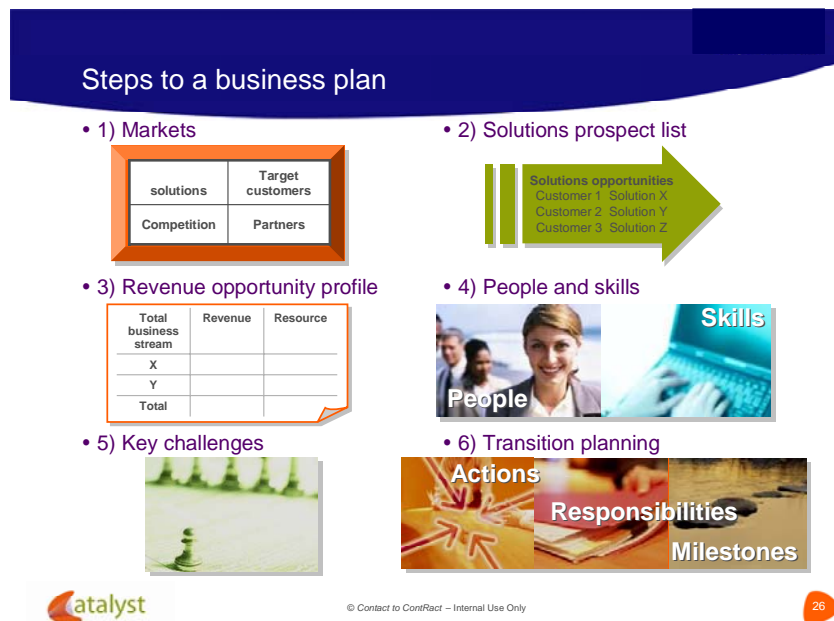 Steps to a business plan
• 1) Markets
solutions
Target
customers
Competition
Partners
• 2) Solutions prospect list
Solutions opportunities
Customer 1 Solution X
Customer 2 Solution Y
Customer 3 Solution Z
• 3) Revenue opportunity profile
Total
business
stream
Revenue
Resource
X
Y
Total
• 4) People and skills
People
Skills
• 5) Key challenges
• 6) Transition planning
Actions
Responsibilities
Milestones
Catalyst
© Contact to ContRact – Internal Use Only
26